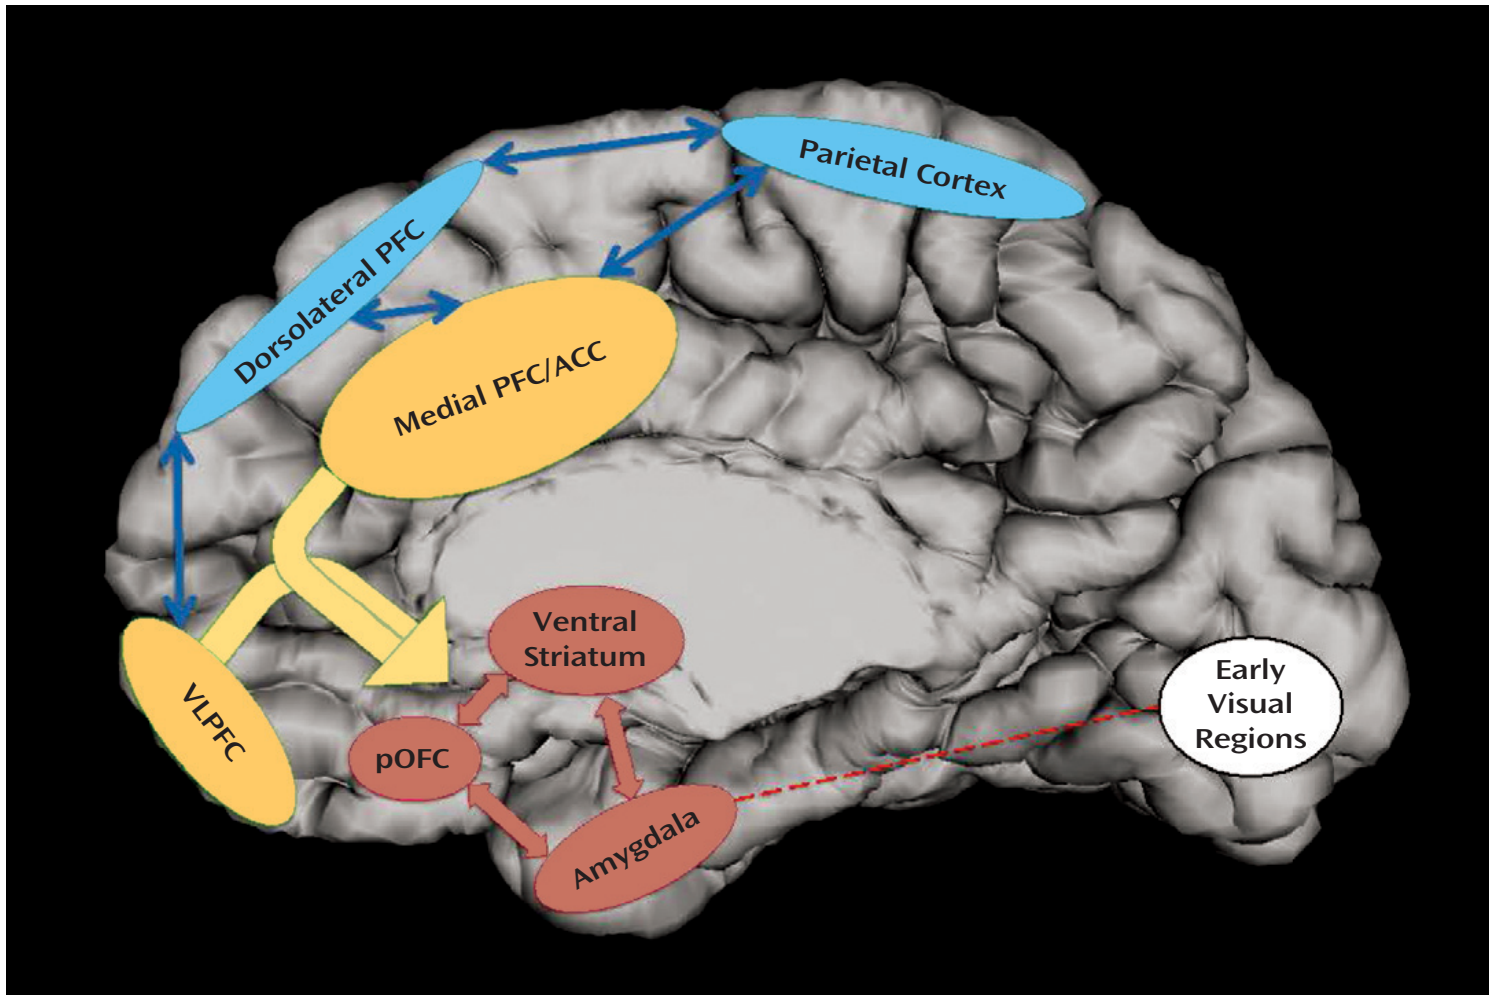 Parietal Cortex
Dorsolateral PFC
Medial PFC/ACC
Ventral
Striatum
Early
Visual
Regions
VLPFC
pOFC
Amygdala